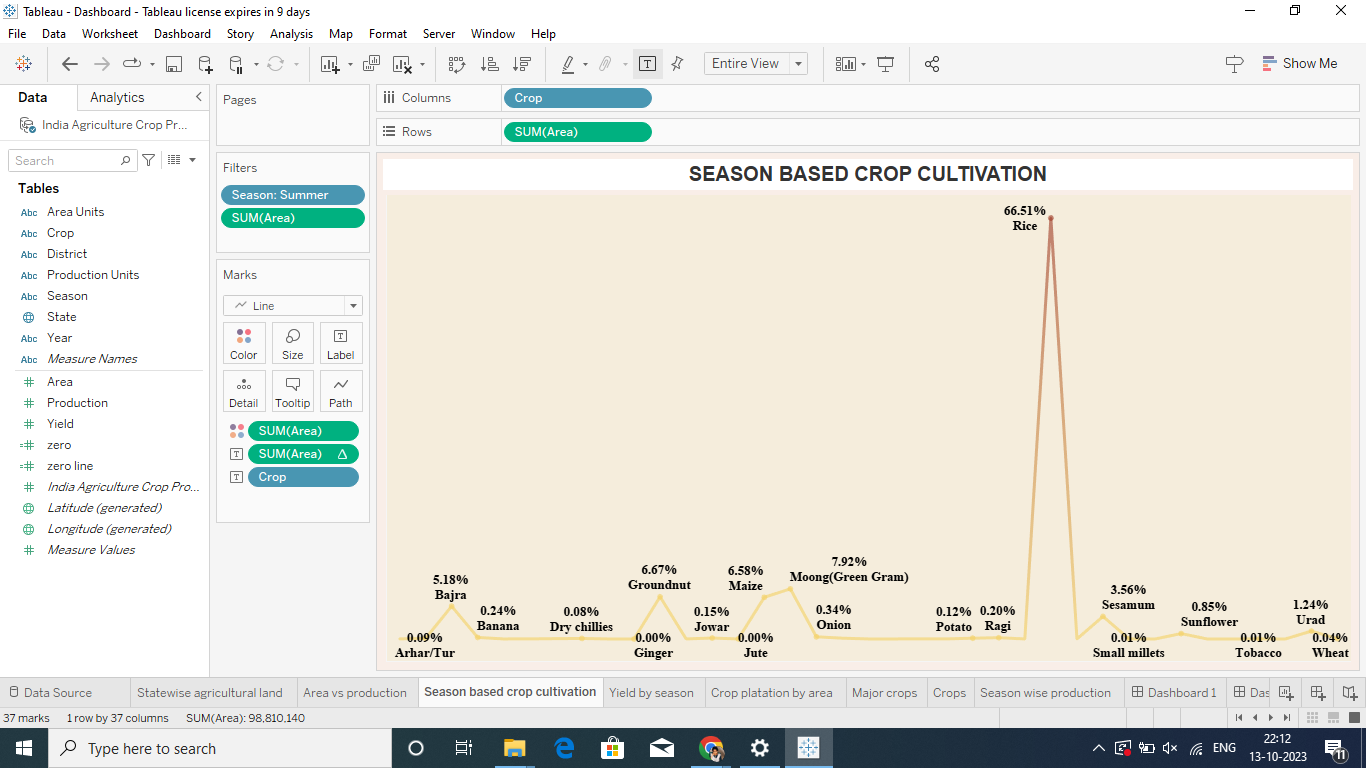 Tableau - Dashboard - Tableau license expires in 9 days
File Data Worksheet Dashboard Story Analysis Map Format Server Window Help
Entire View
Show Me
Data Analytics
India Agriculture Crop Pr...
Search
Tables
Abc Area Units
Abc Crop
Abc District
Abc Production Units
Abc Season
State
Abc Year
Abc Measure Names
# Area
# Production
# Yield
=# zero
=# zero line
# India Agriculture Crop Pro...
Latitude (generated)
Longitude (generated)
# Measure Values
Pages
Filters
Season: Summer
SUM(Area)
Marks
Line
Color Size Label
Detail Tooltip Path
SUM(Area)
SUM(Area) Δ
Crop
Columns Crop
Rows SUM(Area)
SEASON BASED CROP CULTIVATION
66.51%
Rice
0.09%
Arhar/Tur
5.18%
Bajra
0.24%
Banana
0.08%
Dry chillies
0.00%
Ginger
6.67%
Groundnut
0.15%
Jowar
0.00%
Jute
6.58%
Maize
7.92%
Moong(Green Gram)
0.34%
Onion
0.12%
Potato
0.20%
Ragi
3.56%
Sesamum
0.01%
Small millets
0.85%
Sunflower
0.01%
Tobacco
1.24%
Urad
0.04%
Wheat
Data Source Statewise agricultural land Area vs production Season based crop cultivation Yield by season Crop platation by area Major crops Crops Season wise production Dashboard 1 Das
37 marks 1 row by 37 columns SUM(Area): 98,810,140
Type here to search
ENG
22:12
13-10-2023
11